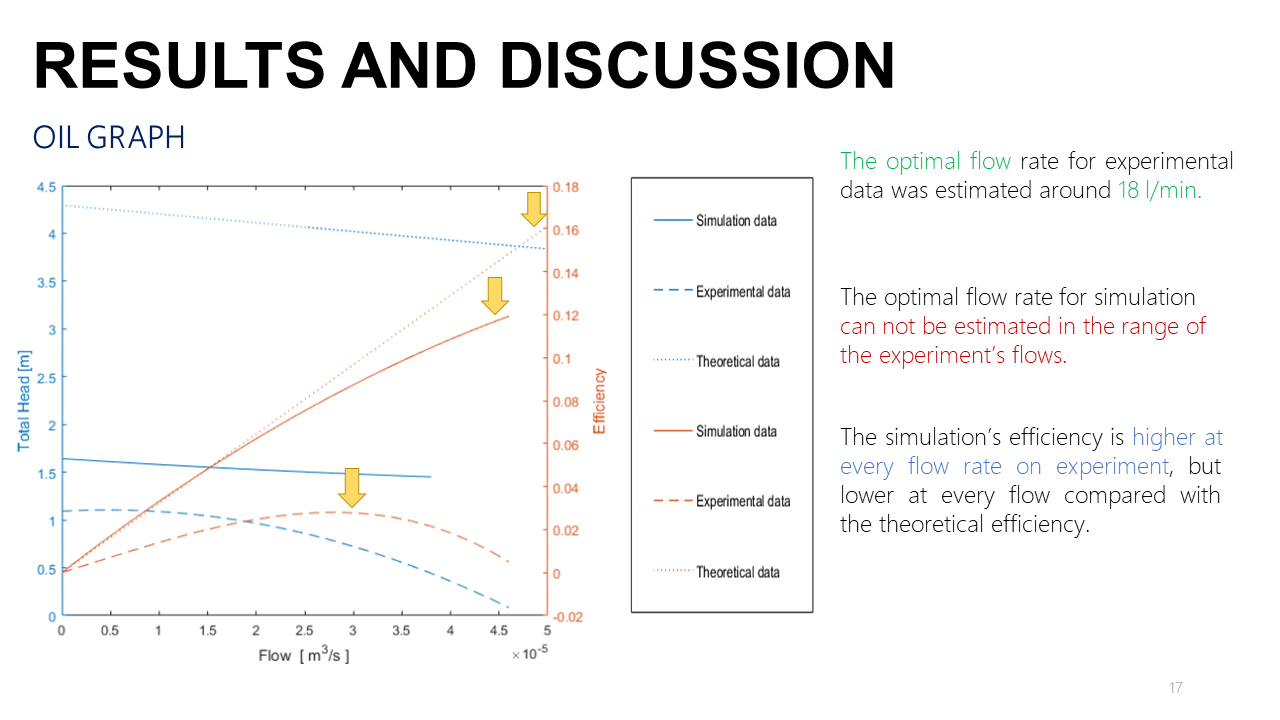 RESULTS AND DISCUSSION
OIL GRAPH
The optimal flow rate for experimental
data was estimated around 18 l/min.
The optimal flow rate for simulation
can not be estimated in the range of
the experiment's flows.
The simulation's efficiency is higher at
every flow rate on experiment, but
lower at every flow compared with
the theoretical efficiency.
4.5
4
3.5
3
2.5
2
1.5
1
0.5
0
Total Head [m]
0.18
0.16
0.14
0.12
0.1
0.08
0.06
0.04
0.02
0
-0.02
Efficiency
0 0.5 1 1.5 2 2.5 3 3.5 4 4.5 5
Flow [ m³/s ]
×10⁻⁵
Simulation data
Experimental data
Theoretical data
Simulation data
Experimental data
Theoretical data
17